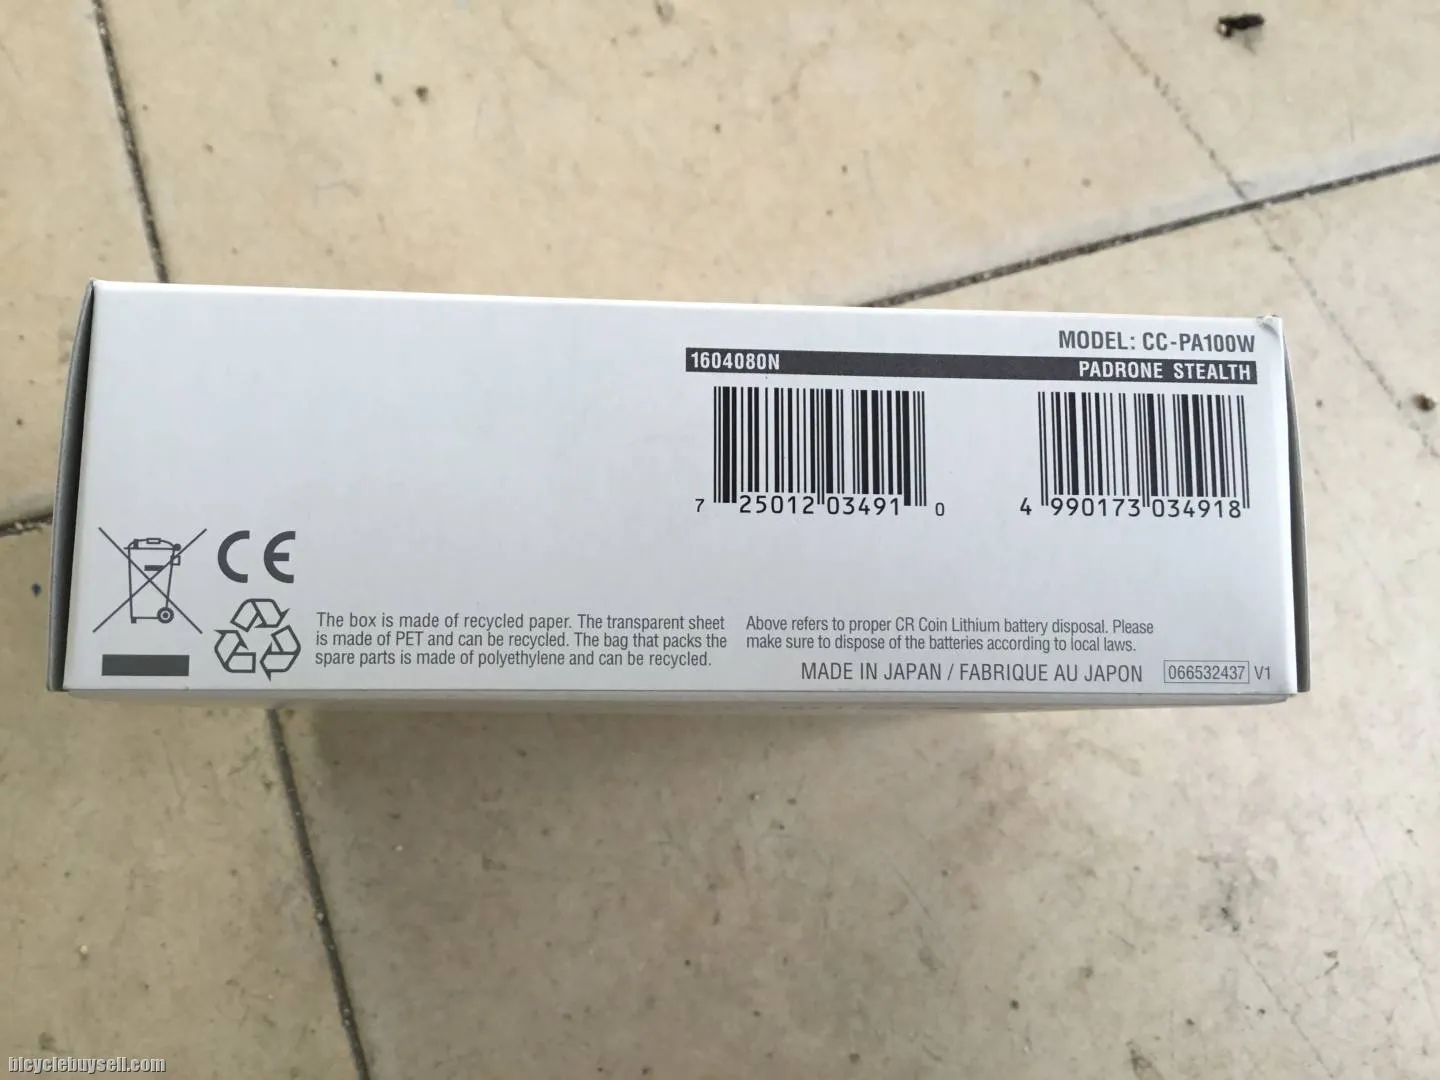 MODEL: CC-PA100W
1604080N PADRONE STEALTH
7 25012 03491 0
4 990173 034918
CE
The box is made of recycled paper. The transparent sheet
is made of PET and can be recycled. The bag that packs the
spare parts is made of polyethylene and can be recycled.
Above refers to proper CR Coin Lithium battery disposal. Please
make sure to dispose of the batteries according to local laws.
MADE IN JAPAN / FABRIQUE AU JAPON 066532437 V1
bicyclebuysell.com